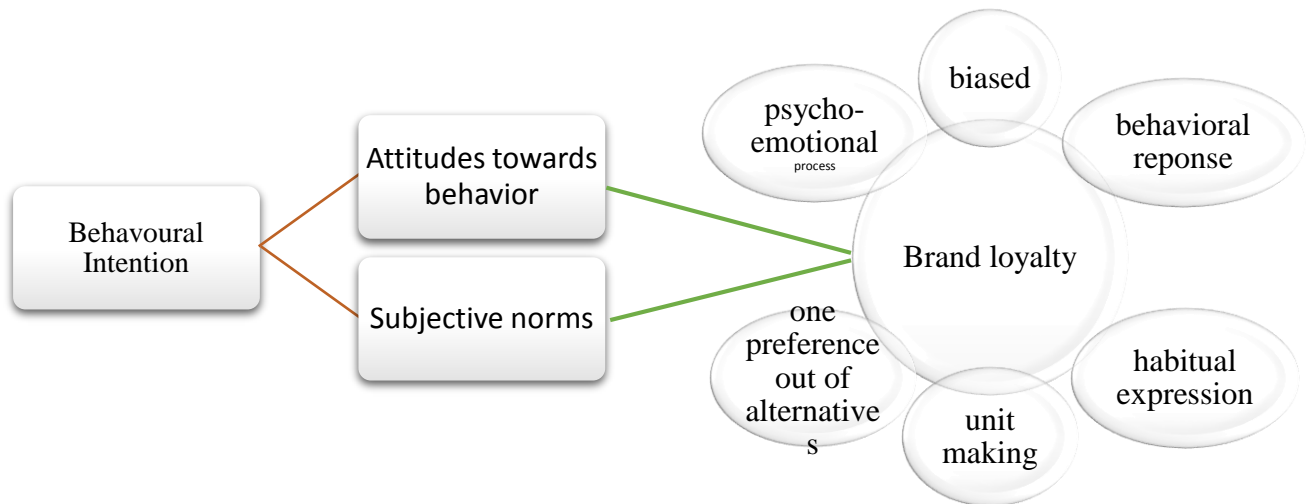 Behavoural
Intention
Attitudes towards
behavior
Subjective norms
Brand loyalty
biased
behavioral
reponse
habitual
expression
unit
making
one
preference
out of
alternative
s
psycho-
emotional
process